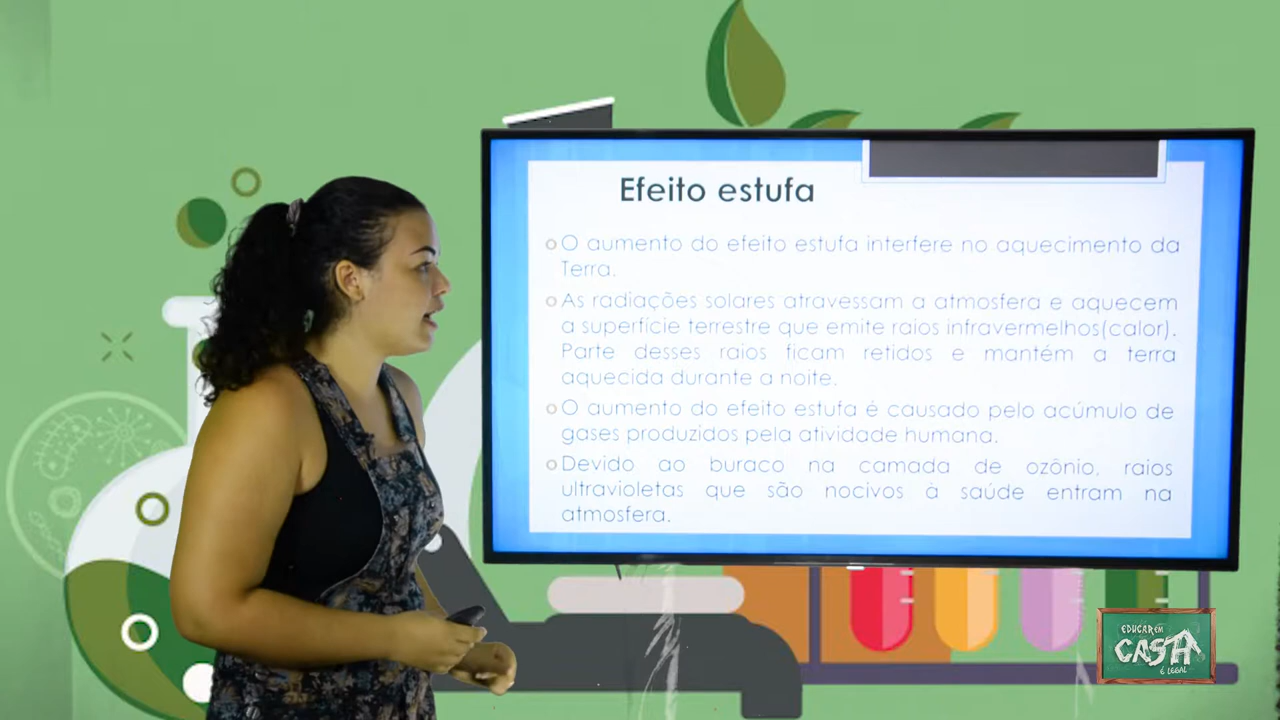 Efeito estufa
O aumento do efeito estufa interfere no aquecimento da
Terra.
As radiações solares atravessam a atmosfera e aquecem
a superfície terrestre que emite raios infravermelhos(calor).
Parte desses raios ficam retidos e mantém a terra
aquecida durante a noite.
O aumento do efeito estufa é causado pelo acúmulo de
gases produzidos pela atividade humana.
Devido ao buraco na camada de ozônio, raios
ultravioletas que são nocivos à saúde entram na
atmosfera.
EDUCAR EM
CASA
É LEGAL